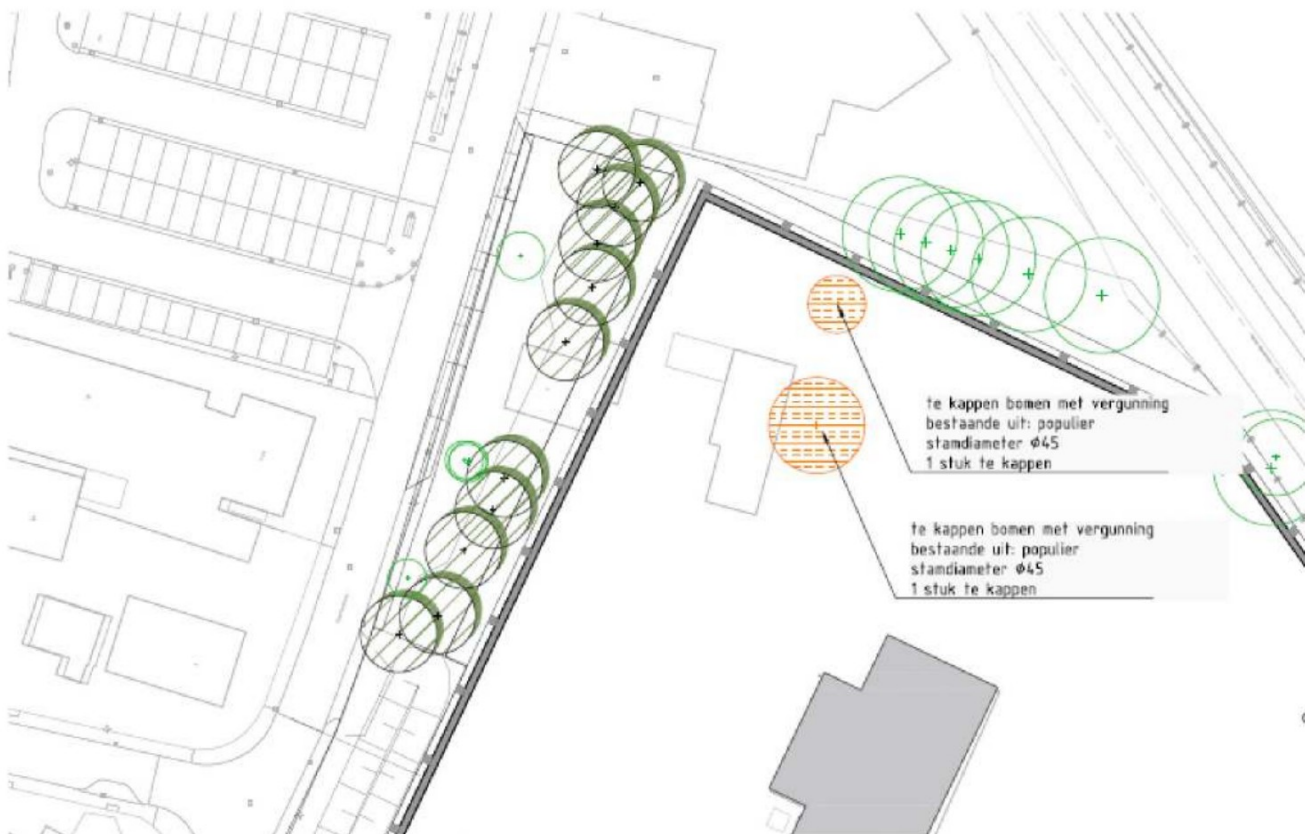 te kappen bomen met vergunning
bestaande uit: populier
stamdiameter ø45
1 stuk te kappen
te kappen bomen met vergunning
bestaande uit: populier
stamdiameter ø45
1 stuk te kappen